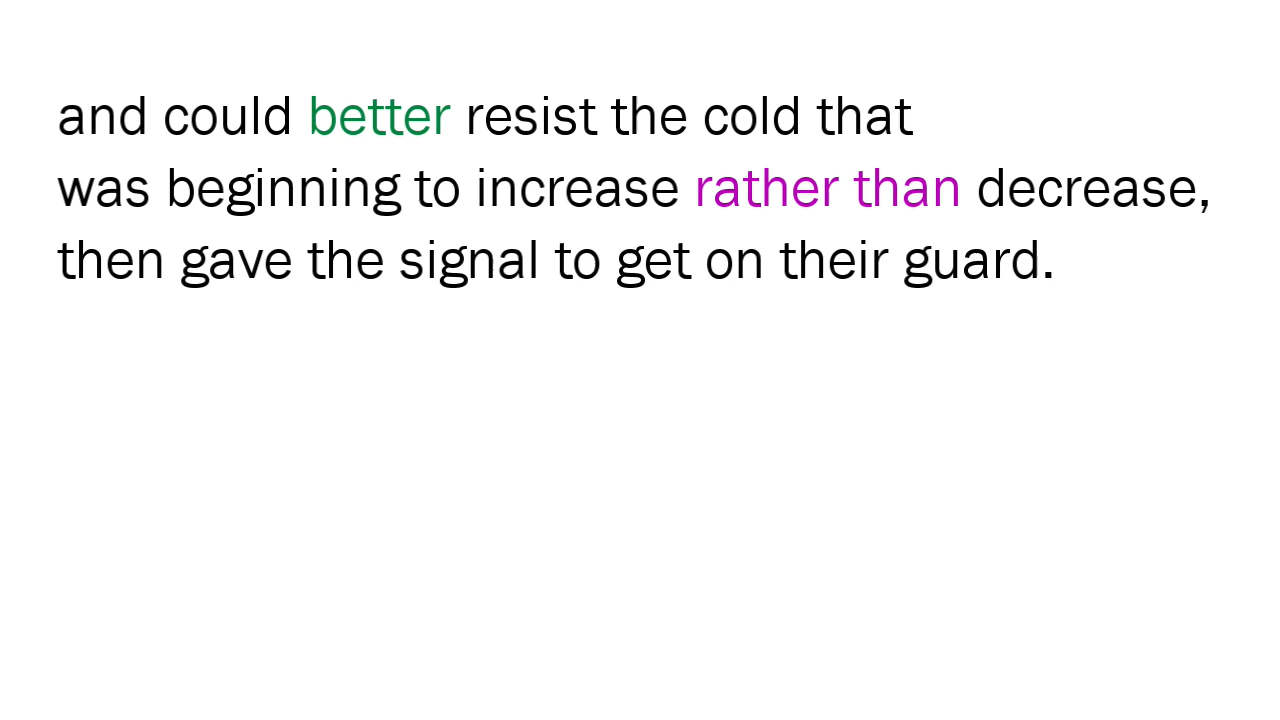 and could better resist the cold that
was beginning to increase rather than decrease,
then gave the signal to get on their guard.